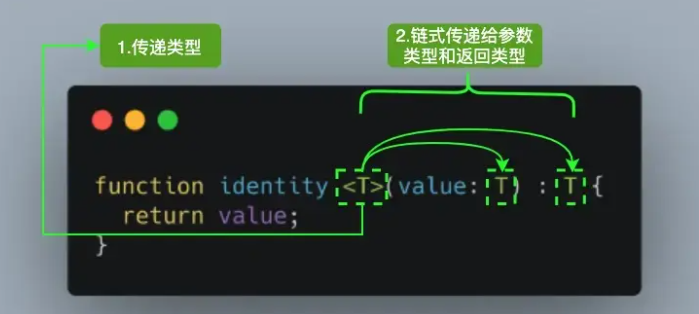 1.传递类型
2.链式传递给参数
类型和返回类型
function identity <T>(value: T) : T {
  return value;
}